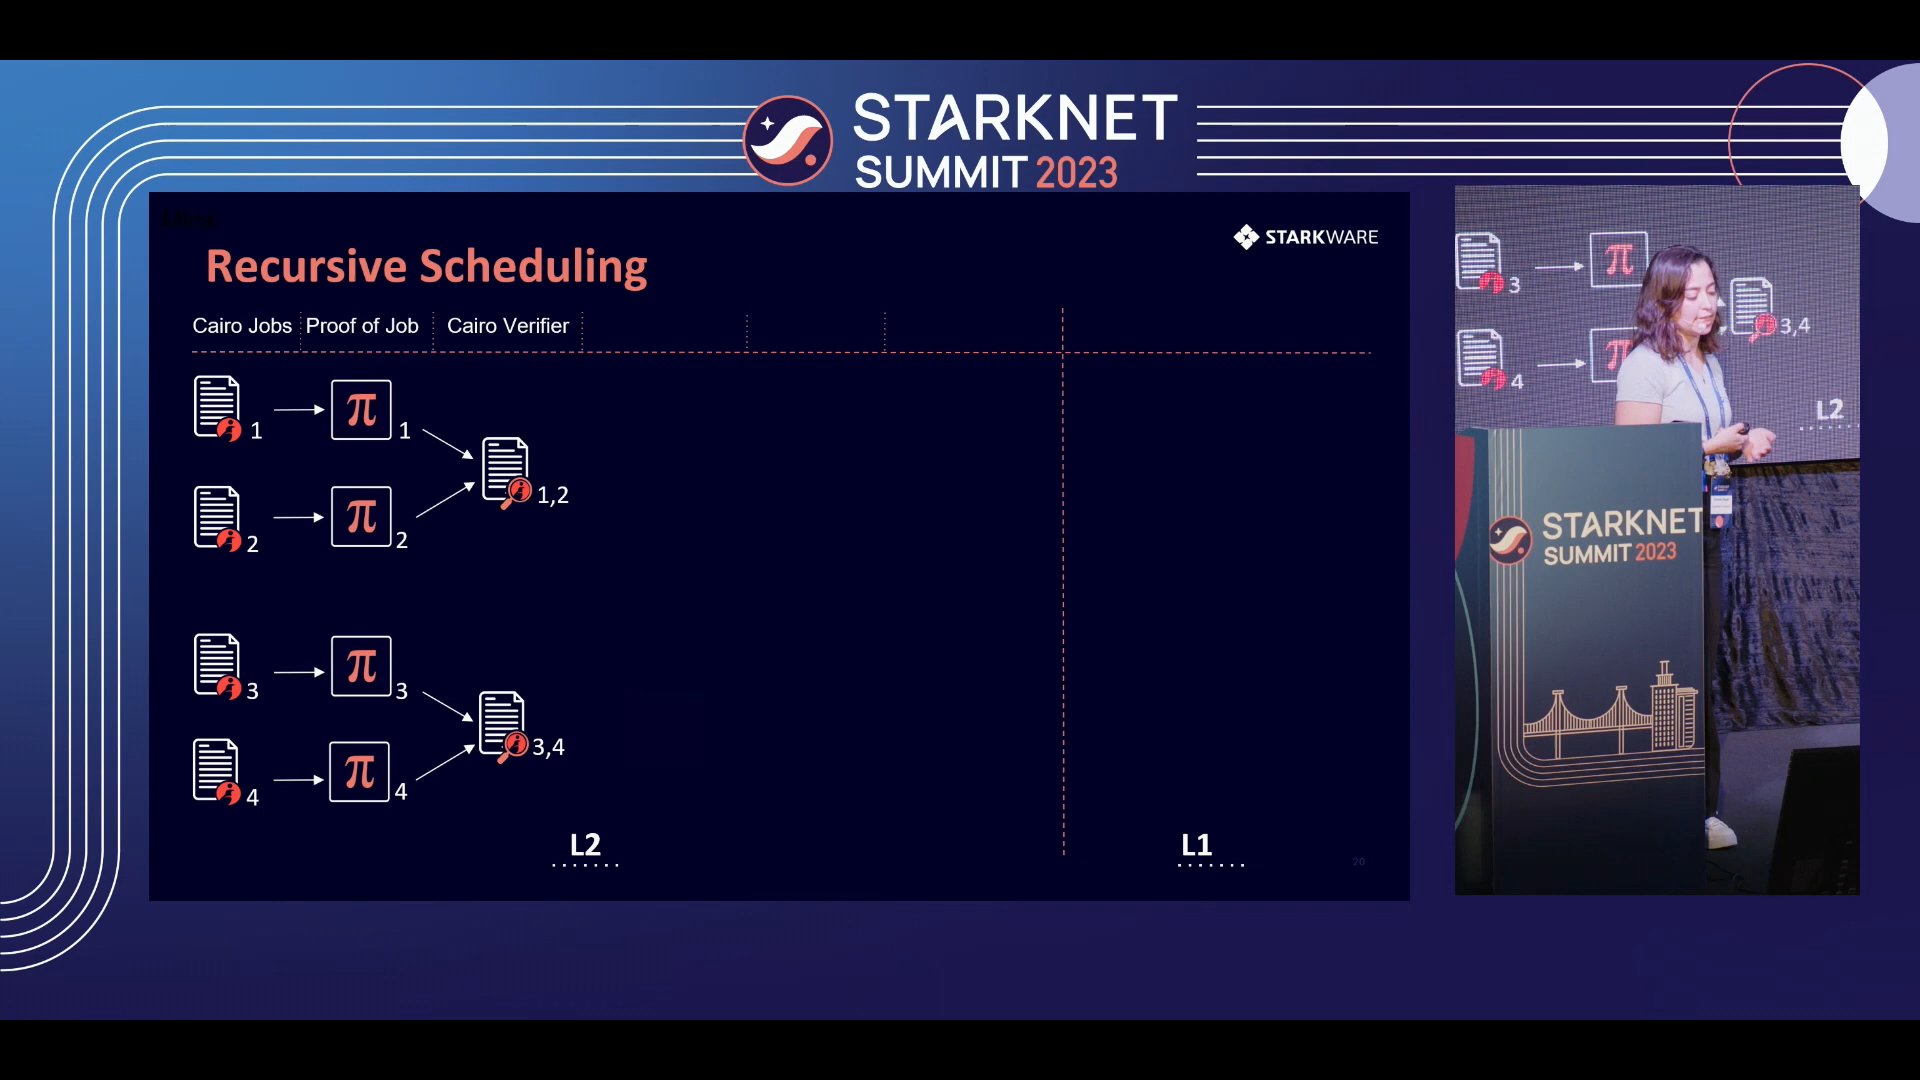 STARKNET
SUMMIT 2023
STARKWARE
Recursive Scheduling
Cairo Jobs Proof of Job Cairo Verifier
π 1
1
1,2
π 2
2
π 3
3
3,4
π 4
4
L2
L1
20
π
3
3,4
π
4
L2
STARKNET
SUMMIT 2023